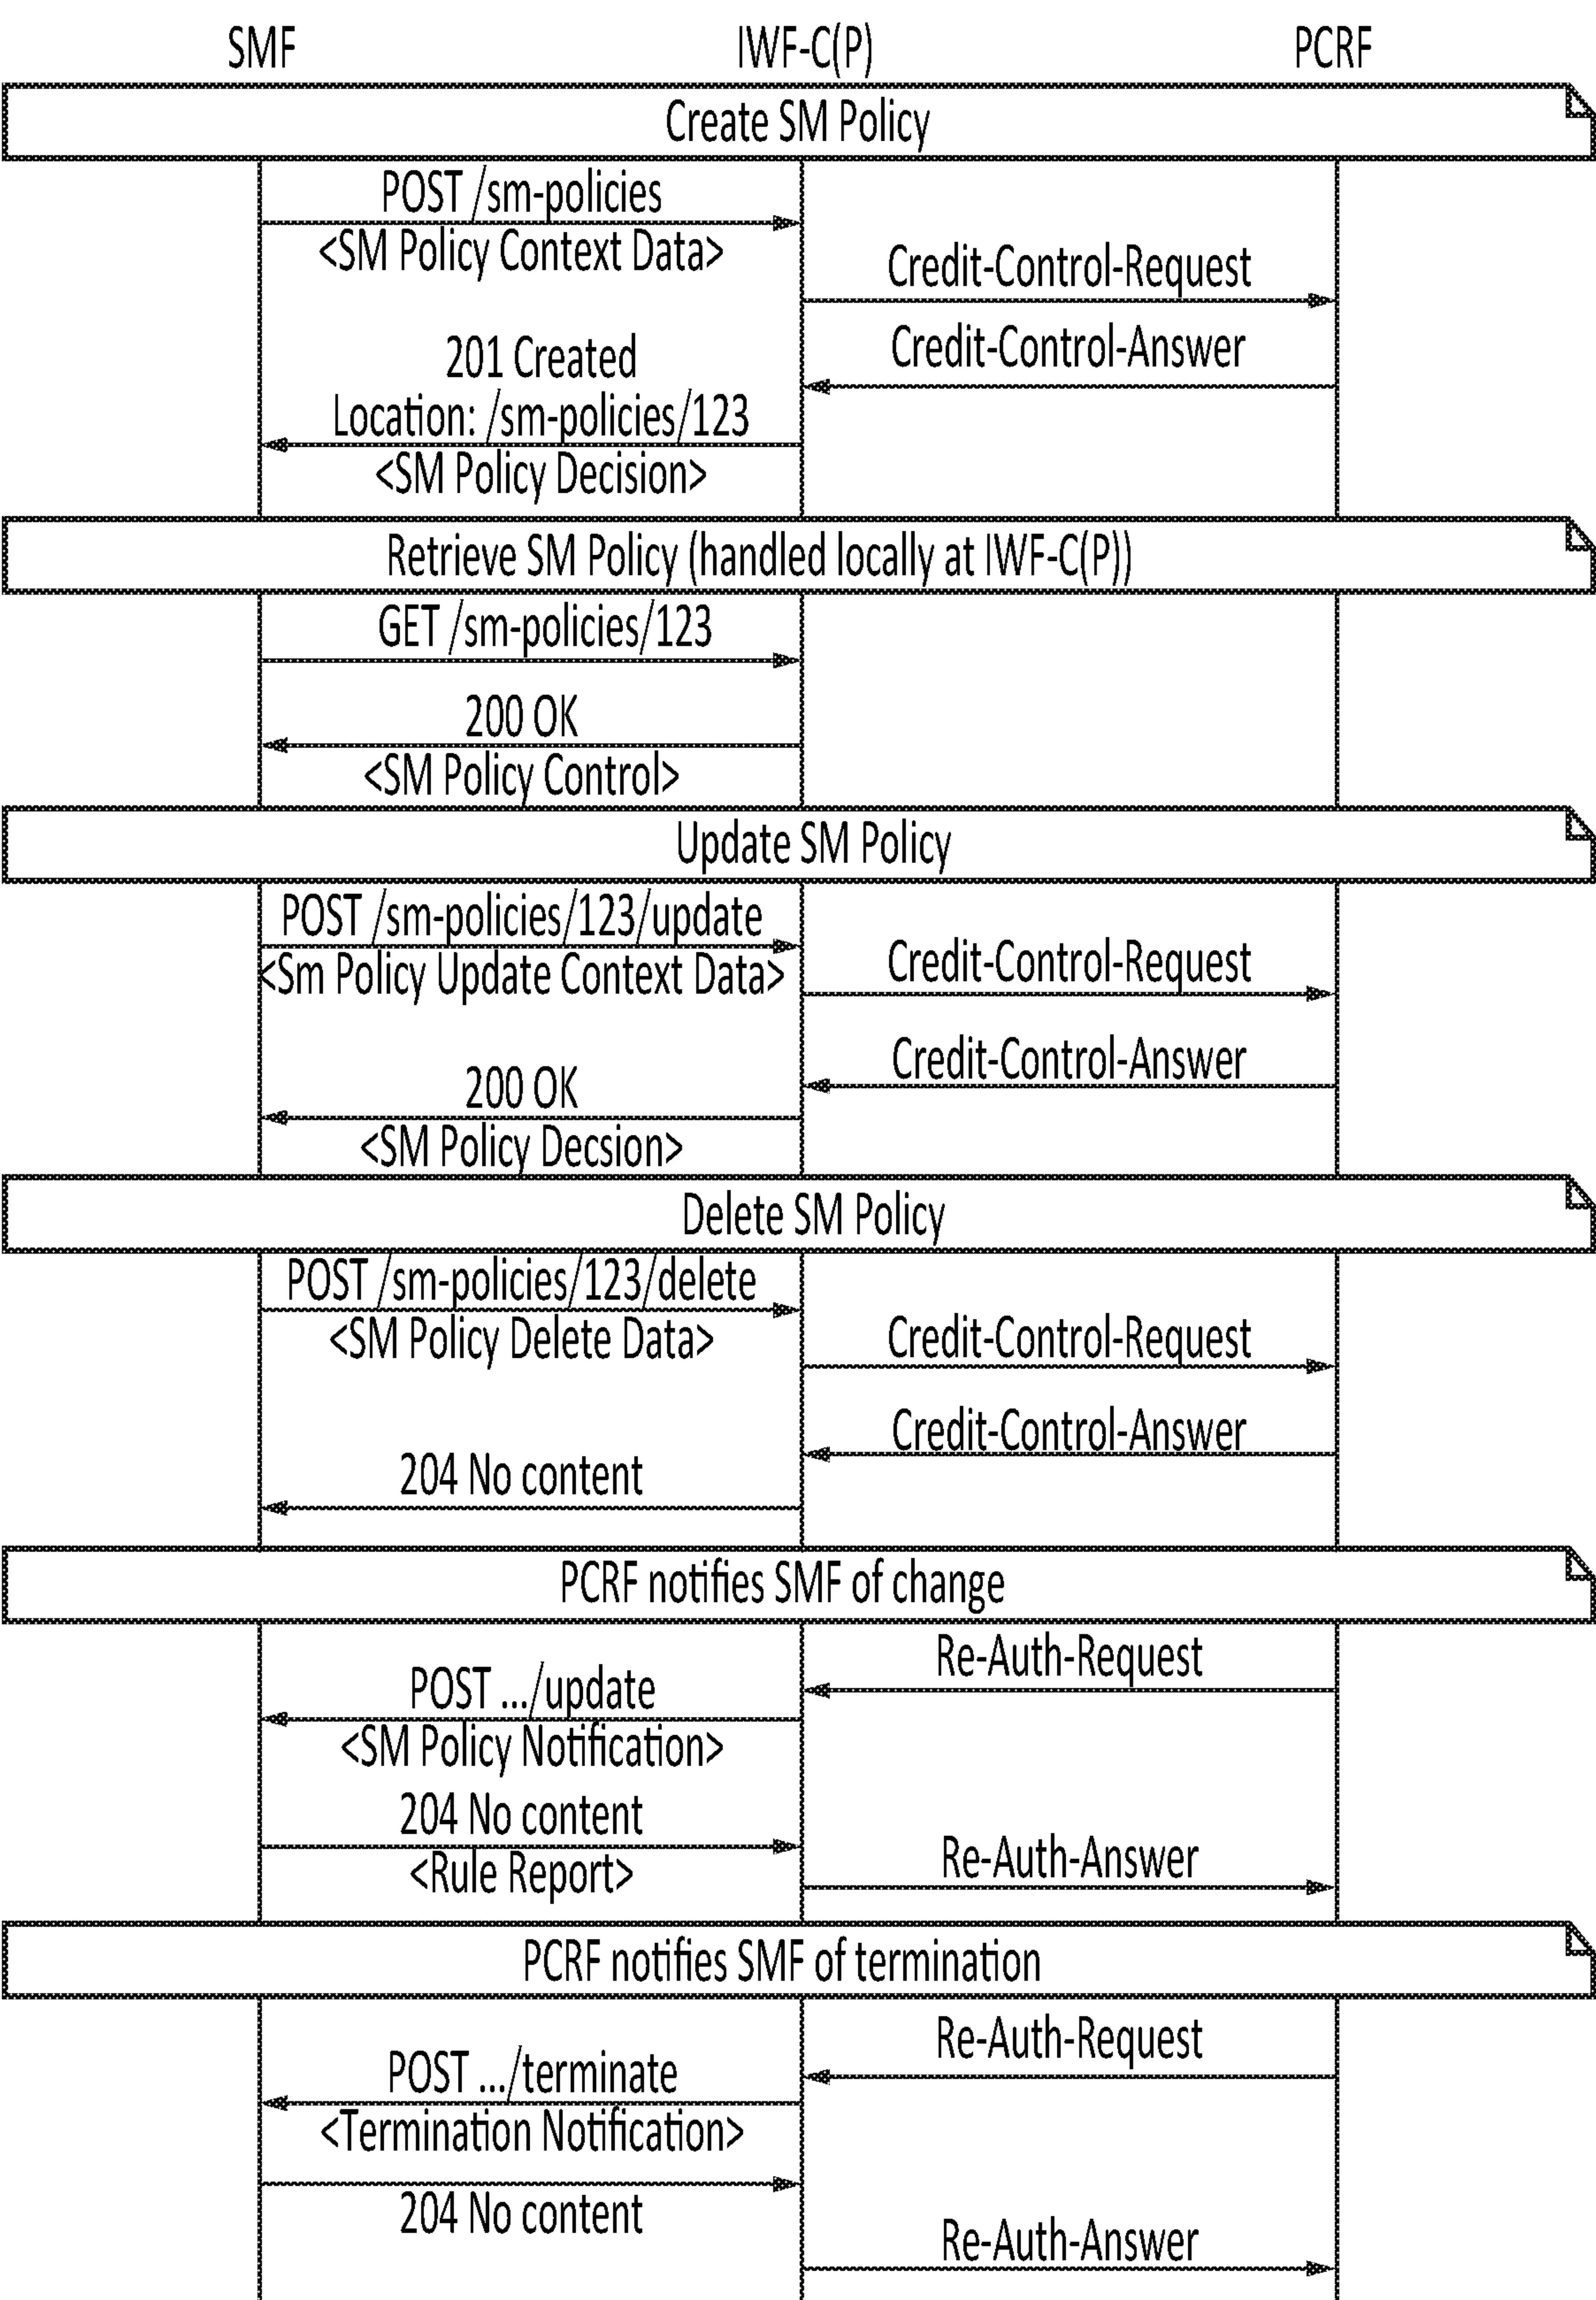 SMF
IWF-C(P)
PCRF
Create SM Policy
POST /sm-policies
<SM Policy Context Data>
Credit-Control-Request
Credit-Control-Answer
201 Created
Location: /sm-policies/123
<SM Policy Decision>
Retrieve SM Policy (handled locally at IWF-C(P))
GET /sm-policies/123
200 OK
<SM Policy Control>
Update SM Policy
POST /sm-policies/123/update
<Sm Policy Update Context Data>
Credit-Control-Request
Credit-Control-Answer
200 OK
<SM Policy Decsion>
Delete SM Policy
POST /sm-policies/123/delete
<SM Policy Delete Data>
Credit-Control-Request
Credit-Control-Answer
204 No content
PCRF notifies SMF of change
Re-Auth-Request
POST .../update
<SM Policy Notification>
204 No content
<Rule Report>
Re-Auth-Answer
PCRF notifies SMF of termination
Re-Auth-Request
POST .../terminate
<Termination Notification>
204 No content
Re-Auth-Answer